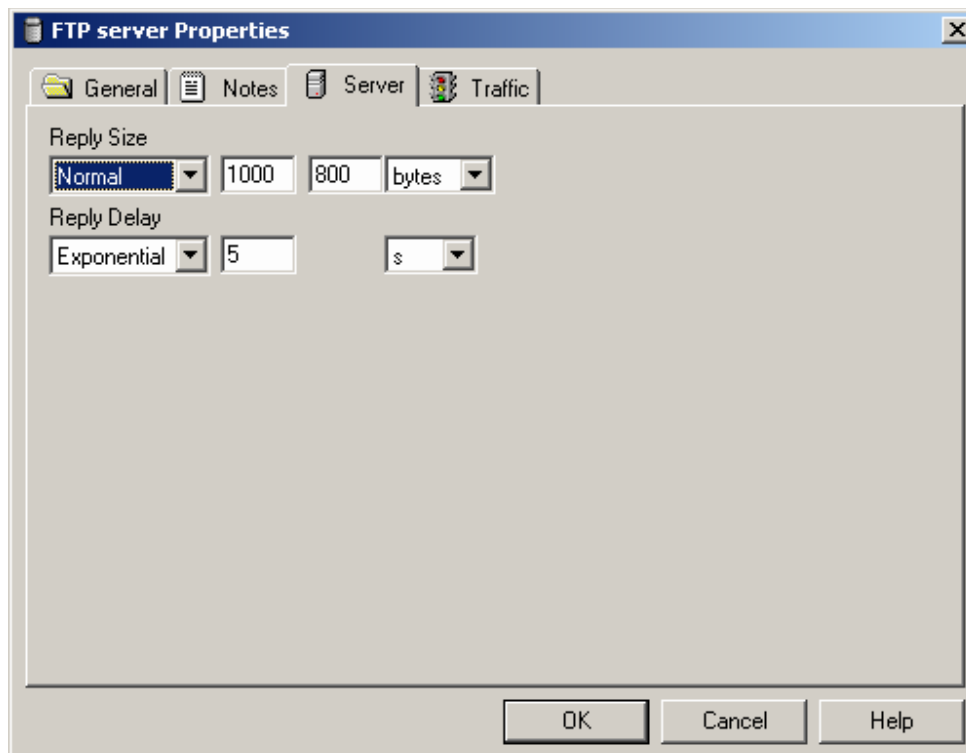 FTP server Properties
General Notes Server Traffic
Reply Size
Normal 1000 800 bytes
Reply Delay
Exponential 5 s
OK Cancel Help